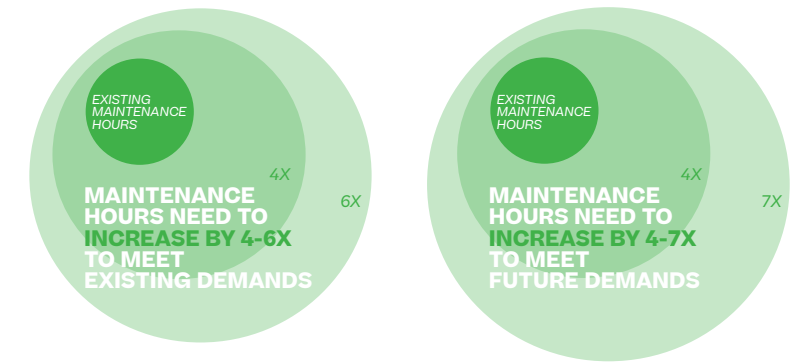 EXISTING
MAINTENANCE
HOURS
4X
6X
MAINTENANCE
HOURS NEED TO
INCREASE BY 4-6X
TO MEET
EXISTING DEMANDS
EXISTING
MAINTENANCE
HOURS
4X
7X
MAINTENANCE
HOURS NEED TO
INCREASE BY 4-7X
TO MEET
FUTURE DEMANDS